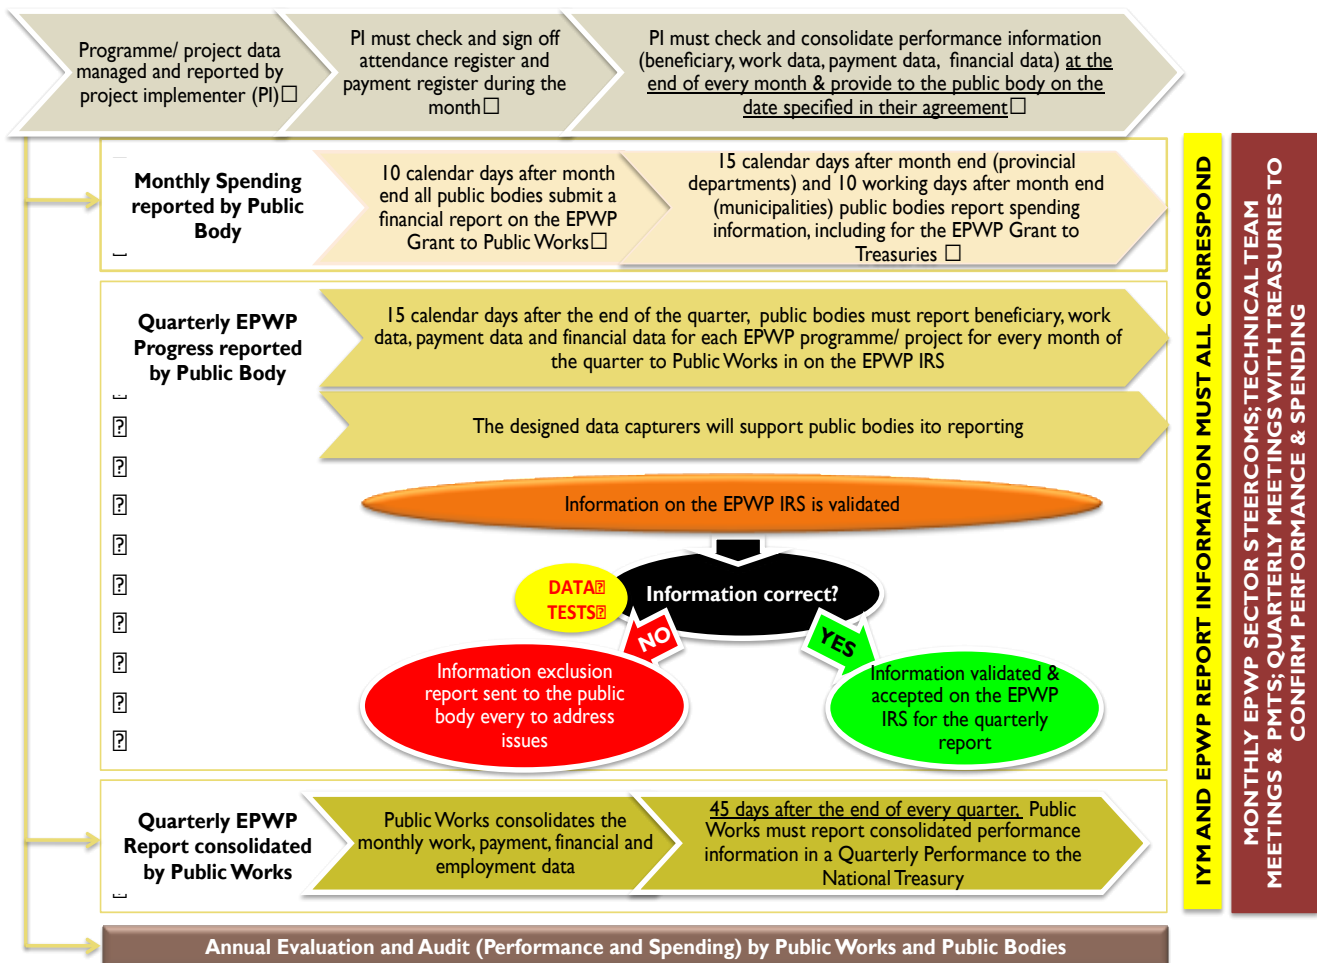 Programme/ project data
managed and reported by
project implementer (PI)
PI must check and sign off
attendance register and
payment register during the
month
PI must check and consolidate performance information
(beneficiary, work data, payment data, financial data) at the
end of every month & provide to the public body on the
date specified in their agreement
Monthly Spending
reported by Public
Body
10 calendar days after month
end all public bodies submit a
financial report on the EPWP
Grant to Public Works
15 calendar days after month end (provincial
departments) and 10 working days after month end
(municipalities) public bodies report spending
information, including for the EPWP Grant to
Treasuries
Quarterly EPWP
Progress reported
by Public Body
15 calendar days after the end of the quarter, public bodies must report beneficiary, work
data, payment data and financial data for each EPWP programme/ project for every month of
the quarter to Public Works in on the EPWP IRS
The designed data capturers will support public bodies ito reporting
Information on the EPWP IRS is validated
DATA
TESTS
Information correct?
NO
YES
Information exclusion
report sent to the public
body every to address
issues
Information validated &
accepted on the EPWP
IRS for the quarterly
report
Quarterly EPWP
Report consolidated
by Public Works
Public Works consolidates the
monthly work, payment, financial and
employment data
45 days after the end of every quarter, Public
Works must report consolidated performance
information in a Quarterly Performance to the
National Treasury
Annual Evaluation and Audit (Performance and Spending) by Public Works and Public Bodies
IYM AND EPWP REPORT INFORMATION MUST ALL CORRESPOND
MONTHLY EPWP SECTOR STEERCOMS; TECHNICAL TEAM
MEETINGS & PMTS; QUARTERLY MEETINGS WITH TREASURIES TO
CONFIRM PERFORMANCE & SPENDING